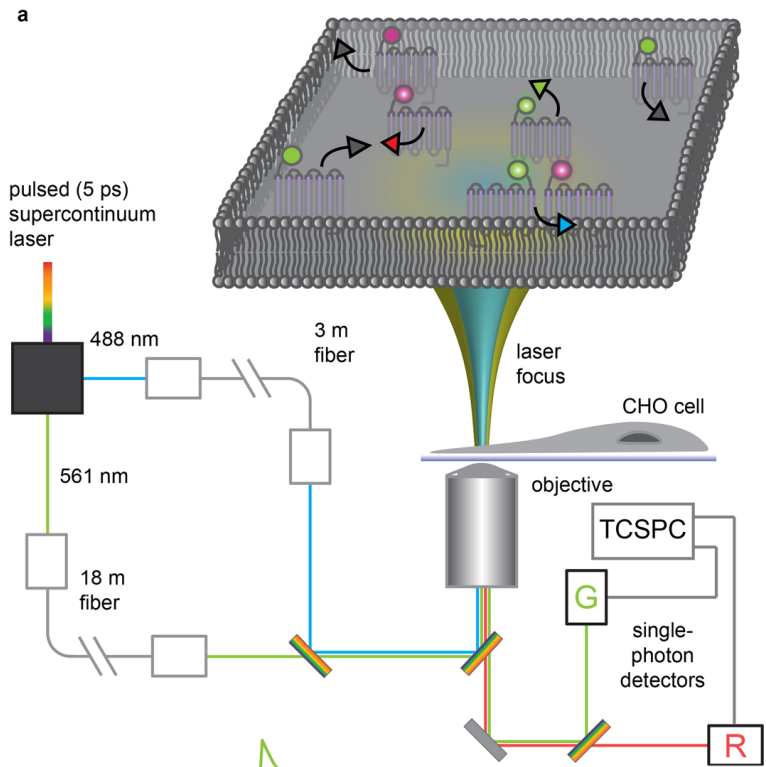 a
pulsed (5 ps)
supercontinuum
laser
488 nm
3 m
fiber
laser
focus
CHO cell
561 nm
objective
TCSPC
18 m
fiber
G
single-
photon
detectors
R